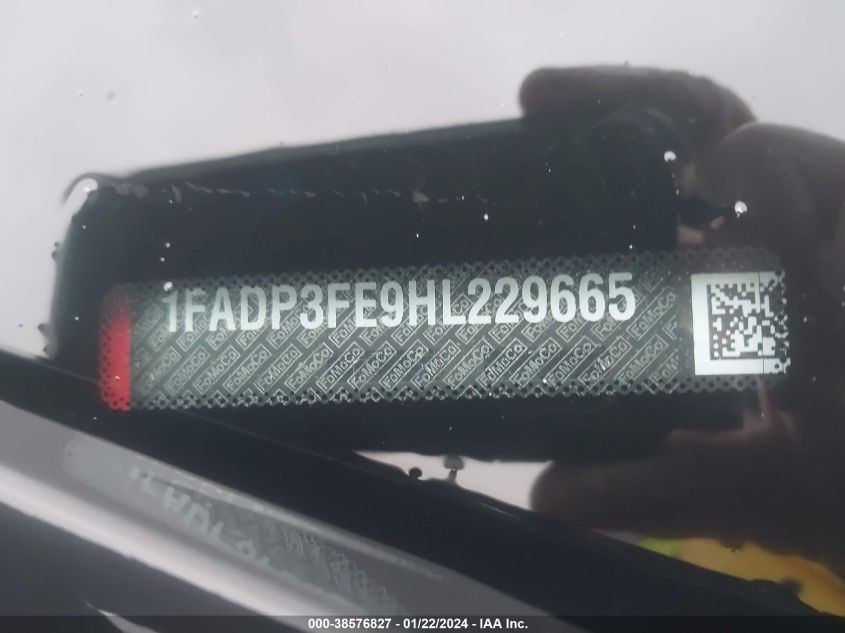 1FADP3FE9HL229665
000-38576827 - 01/22/2024 - IAA Inc.